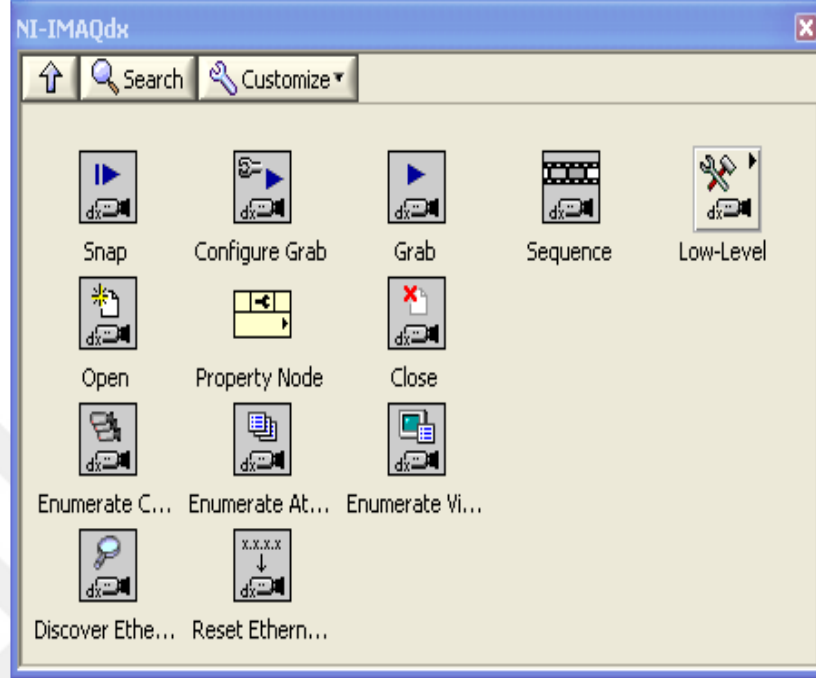 NI-IMAQdx
Search Customize
Snap Configure Grab Grab Sequence Low-Level
Open Property Node Close
Enumerate C... Enumerate At... Enumerate Vi...
x.x.x.x
Discover Ethe... Reset Ethern...